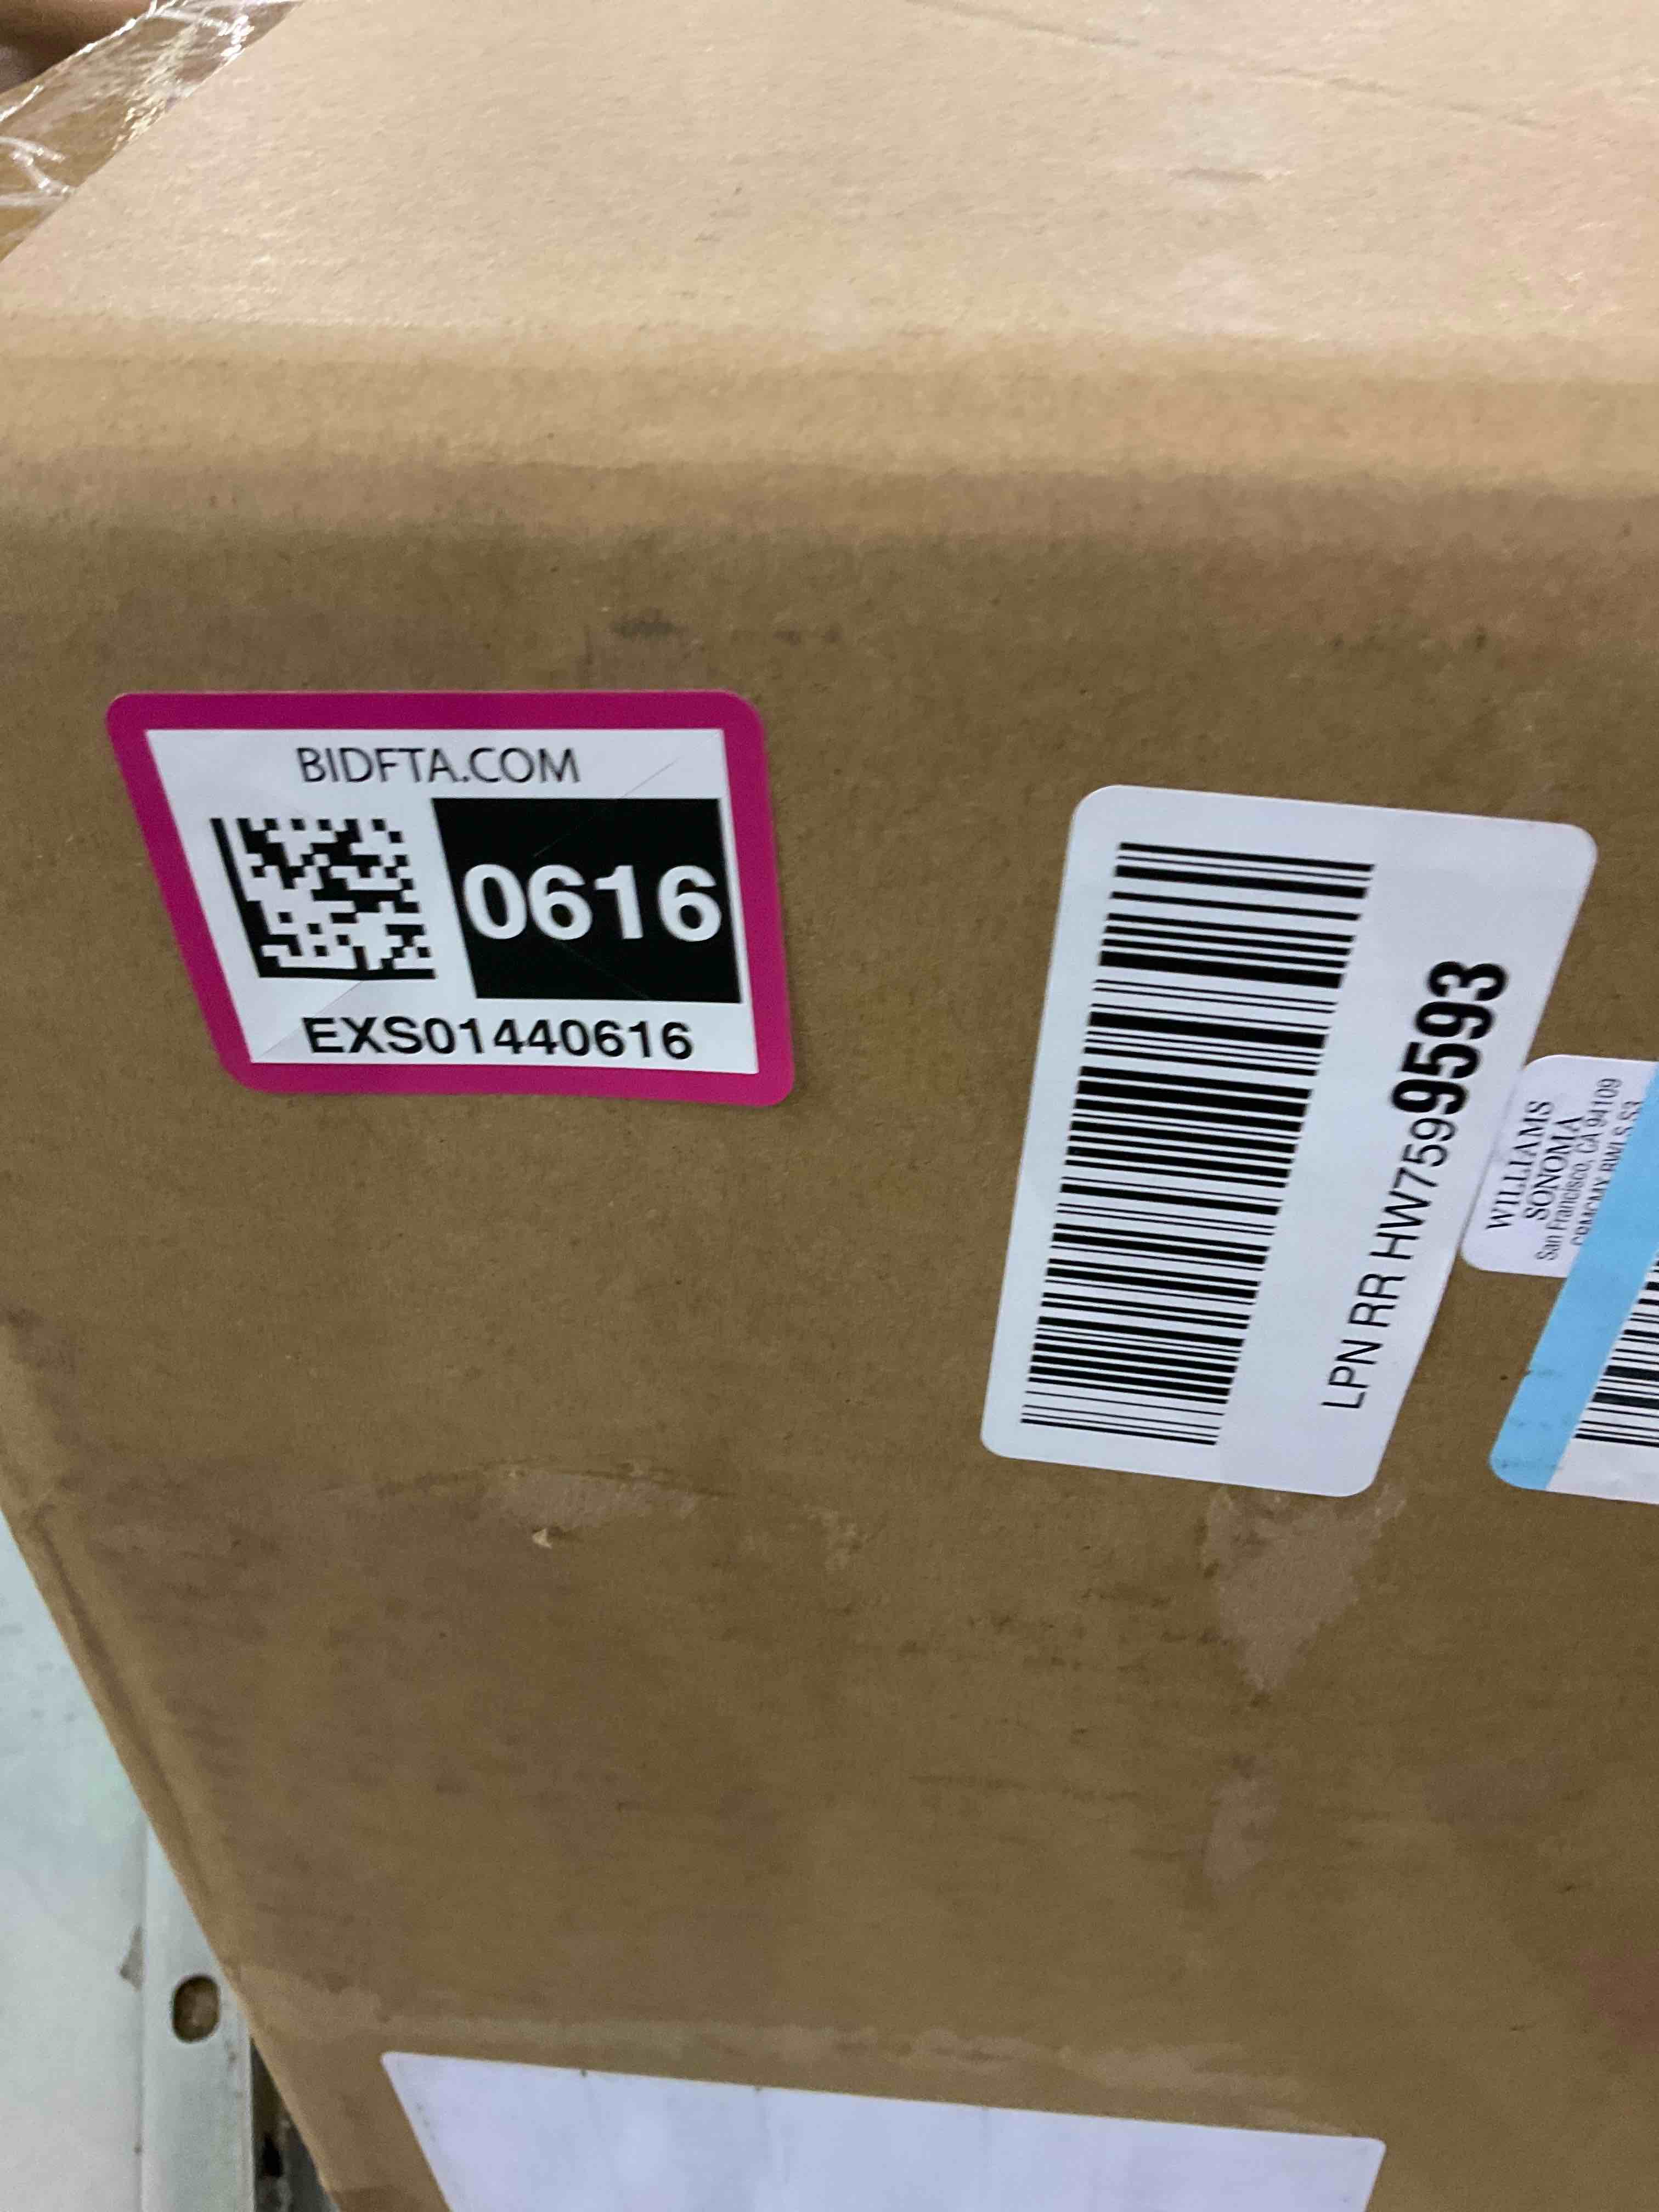 BIDFTA.COM
0616
EXS01440616
LPN RR HW7599593
WILLIAMS
SONOMA
San Francisco, CA 94109